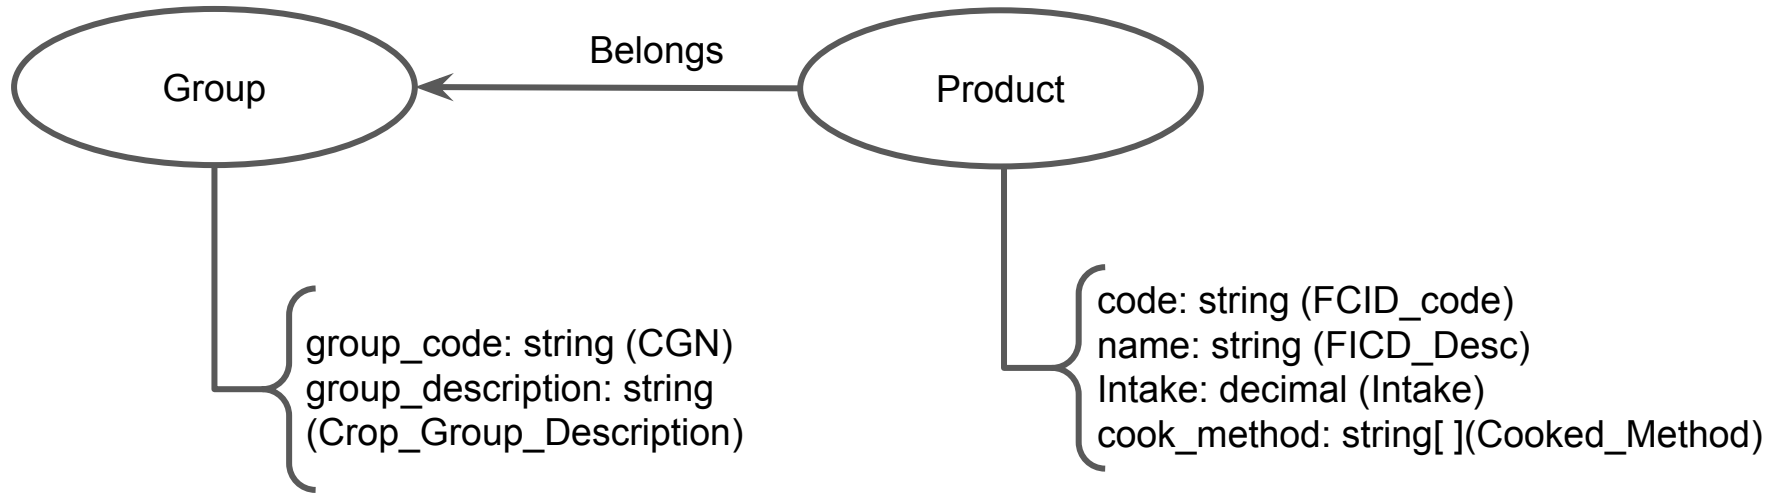 Group
Belongs
Product
group_code: string (CGN)
group_description: string
(Crop_Group_Description)
code: string (FCID_code)
name: string (FICD_Desc)
Intake: decimal (Intake)
cook_method: string[ ](Cooked_Method)